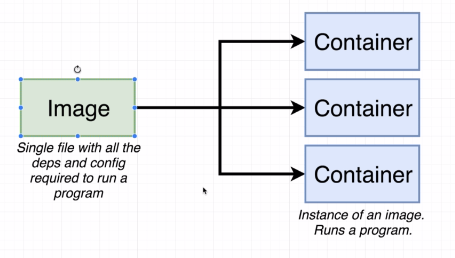 Image
Single file with all the
deps and config
required to run a
program
Container
Container
Container
Instance of an image.
Runs a program.